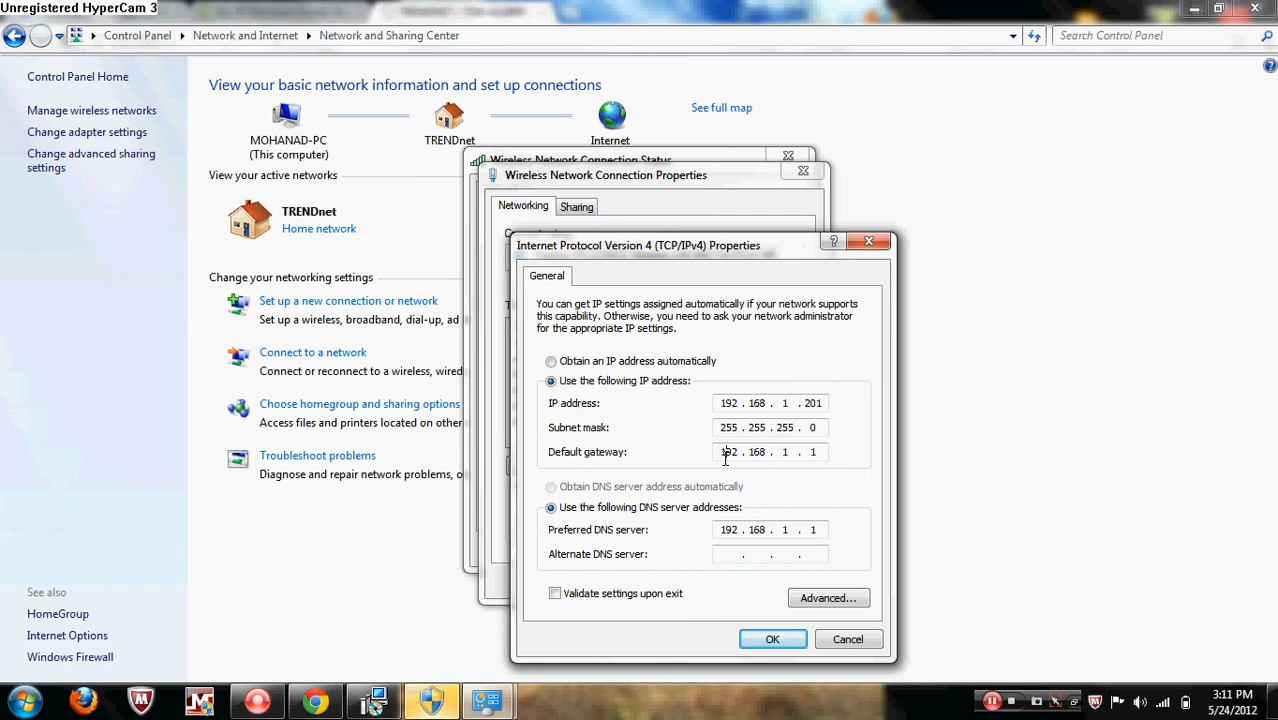 Unregistered HyperCam 3
Control Panel
Network and Internet
Network and Sharing Center
Search Control Panel
Control Panel Home
Manage wireless networks
Change adapter settings
Change advanced sharing
settings
See also
HomeGroup
Internet Options
Windows Firewall
View your basic network information and set up connections
See full map
MOHANAD-PC
(This computer)
TRENDnet
Internet
View your active networks
TRENDnet
Home network
Change your networking settings
Set up a new connection or network
Set up a wireless, broadband, dial-up, ad
Connect to a network
Connect or reconnect to a wireless, wired
Choose homegroup and sharing options
Access files and printers located on other
Troubleshoot problems
Diagnose and repair network problems, o
Wireless Network Connection Status
Wireless Network Connection Properties
Networking
Sharing
Internet Protocol Version 4 (TCP/IPv4) Properties
General
You can get IP settings assigned automatically if your network supports
this capability. Otherwise, you need to ask your network administrator
for the appropriate IP settings.
Obtain an IP address automatically
Use the following IP address:
IP address: 192 . 168 . 1 . 201
Subnet mask: 255 . 255 . 255 . 0
Default gateway: 192 . 168 . 1 . 1
Obtain DNS server address automatically
Use the following DNS server addresses:
Preferred DNS server: 192 . 168 . 1 . 1
Alternate DNS server: . . .
Validate settings upon exit
Advanced...
OK
Cancel
3:11 PM
5/24/2012